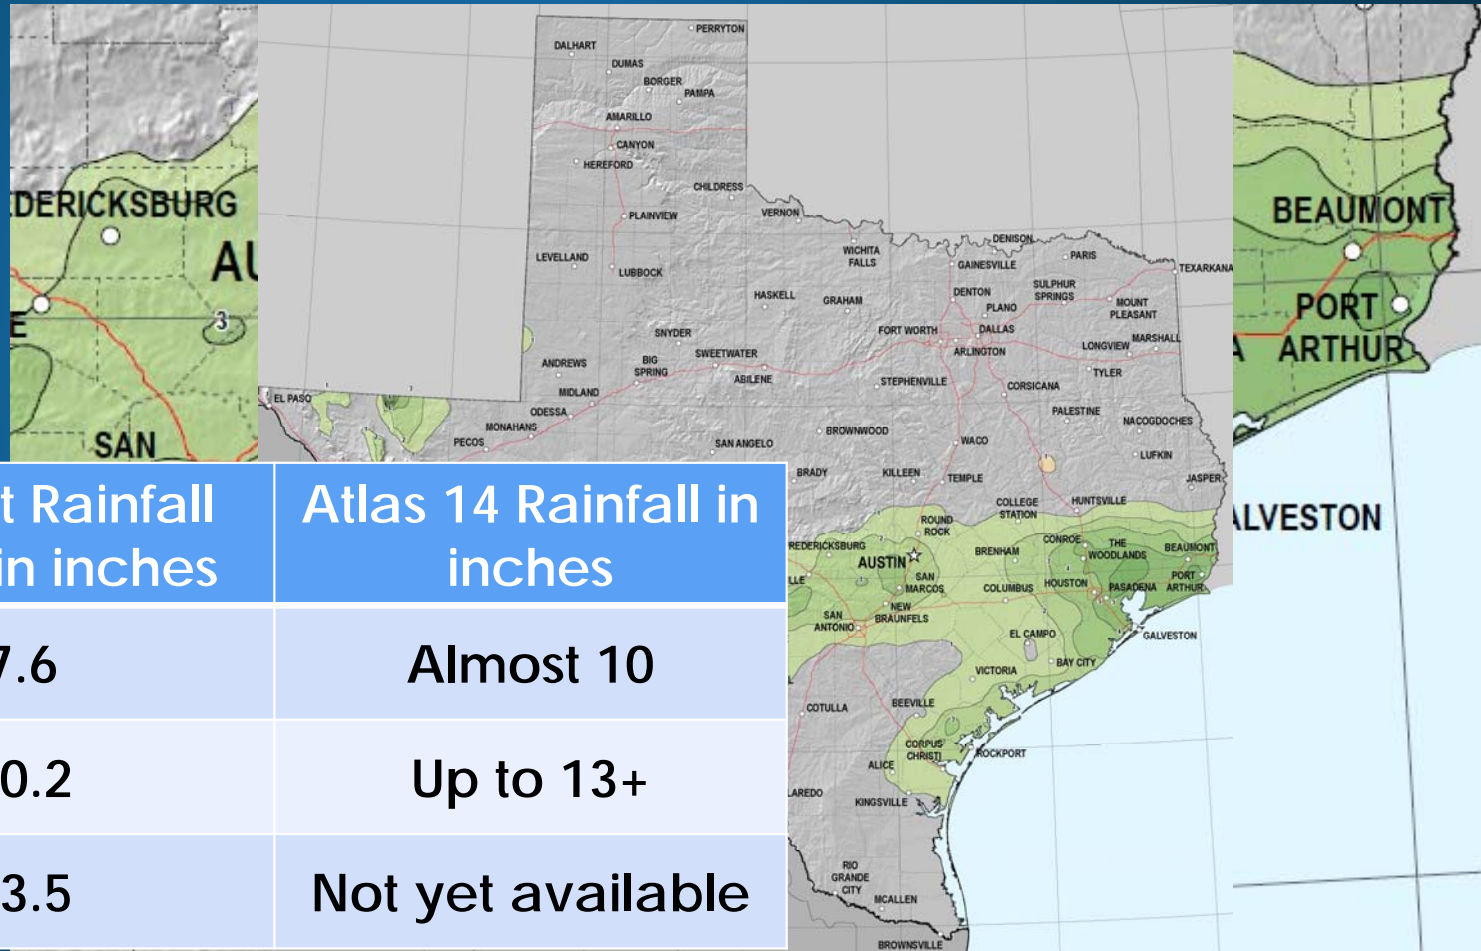 DERICKSBURG
AU
E
3
SAN
PERRYTON
DALHART
DUMAS
BORGER
PAMPA
AMARILLO
CANYON
HEREFORD
CHILDRESS
PLAINVIEW
VERNON
LEVELLAND
LUBBOCK
WICHITA
FALLS
DENISON
GAINESVILLE
PARIS
TEXARKANA
HASKELL
GRAHAM
DENTON
SULPHUR
SPRINGS
PLANO
MOUNT
PLEASANT
SNYDER
FORT WORTH
DALLAS
ARLINGTON
LONGVIEW
MARSHALL
ANDREWS
BIG
SPRING
SWEETWATER
ABILENE
STEPHENVILLE
TYLER
CORSICANA
EL PASO
MIDLAND
ODESSA
MONAHANS
PECOS
SAN ANGELO
BROWNWOOD
PALESTINE
NACOGDOCHES
WACO
LUFKIN
BRADY
KILLEEN
TEMPLE
JASPER
COLLEGE
STATION
HUNTSVILLE
ROUND
ROCK
REDERICKSBURG
AUSTIN
BRENHAM
CONROE
THE
WOODLANDS
BEAUMONT
LLE
SAN
MARCOS
COLUMBUS
HOUSTON
PASADENA
PORT
ARTHUR
SAN
ANTONIO
NEW
BRAUNFELS
EL CAMPO
GALVESTON
VICTORIA
BAY CITY
COTULLA
BEEVILLE
CORPUS
CHRISTI
ROCKPORT
ALICE
LAREDO
KINGSVILLE
RIO
GRANDE
CITY
MCALLEN
BROWNSVILLE
BEAUMONT
PORT
A ARTHUR
ALVESTON
t Rainfall
in inches
Atlas 14 Rainfall in
inches
7.6
Almost 10
0.2
Up to 13+
3.5
Not yet available